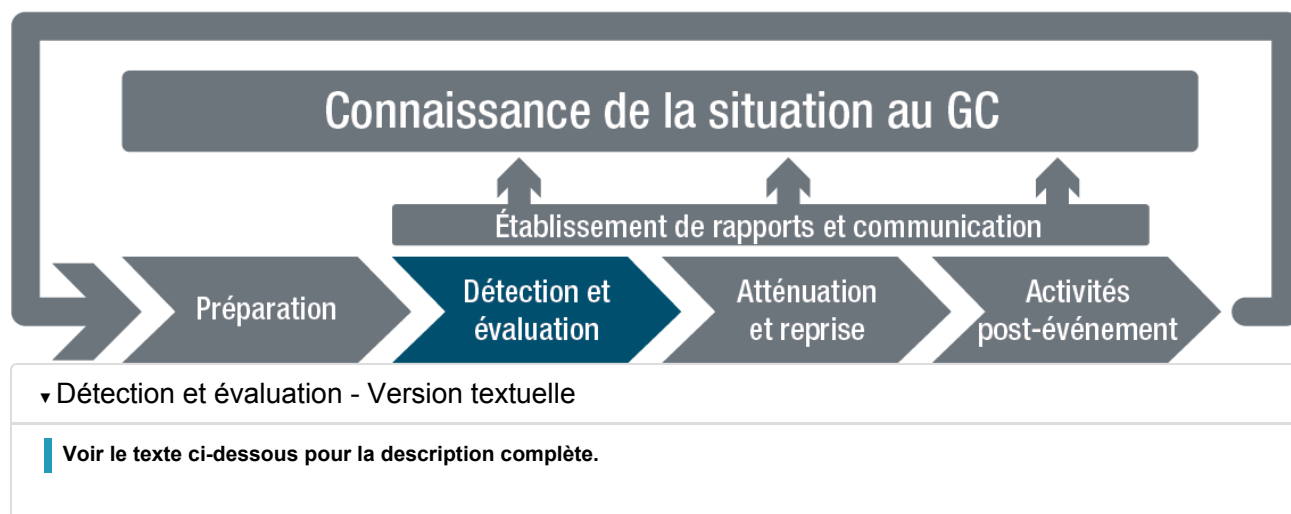 Connaissance de la situation au GC
Établissement de rapports et communication
Préparation
Détection et
évaluation
Atténuation
et reprise
Activités
post-événement
▾ Détection et évaluation - Version textuelle
Voir le texte ci-dessous pour la description complète.